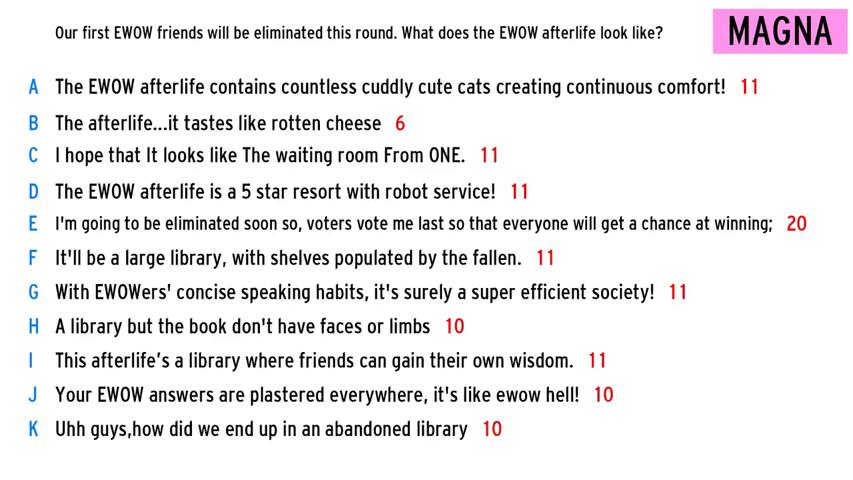 Our first EWOW friends will be eliminated this round. What does the EWOW afterlife look like?
MAGNA
A The EWOW afterlife contains countless cuddly cute cats creating continuous comfort! 11
B The afterlife...it tastes like rotten cheese 6
C I hope that It looks like The waiting room From ONE. 11
D The EWOW afterlife is a 5 star resort with robot service! 11
E I'm going to be eliminated soon so, voters vote me last so that everyone will get a chance at winning; 20
F It'll be a large library, with shelves populated by the fallen. 11
G With EWOWers' concise speaking habits, it's surely a super efficient society! 11
H A library but the book don't have faces or limbs 10
I This afterlife’s a library where friends can gain their own wisdom. 11
J Your EWOW answers are plastered everywhere, it's like ewow hell! 10
K Uhh guys,how did we end up in an abandoned library 10